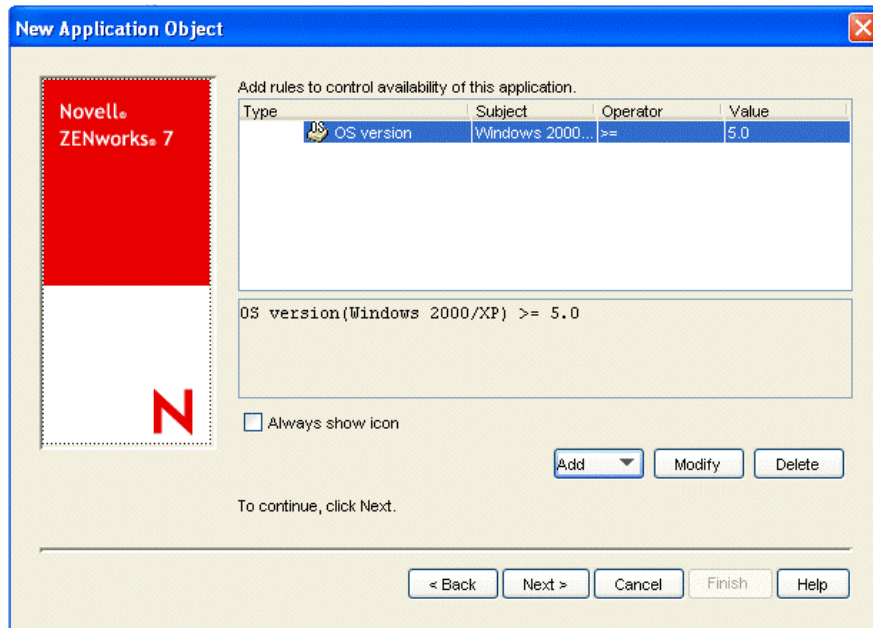 New Application Object
Novell®
ZENworks® 7
Add rules to control availability of this application.
Type Subject Operator Value
OS version Windows 2000... >= 5.0
OS version(Windows 2000/XP) >= 5.0
Always show icon
N
Add Modify Delete
To continue, click Next.
< Back Next > Cancel Finish Help